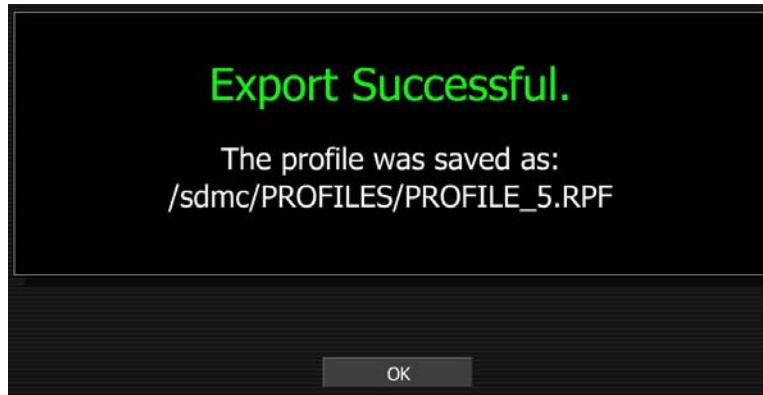 Export Successful.
The profile was saved as:
/sdmc/PROFILES/PROFILE_5.RPF
OK